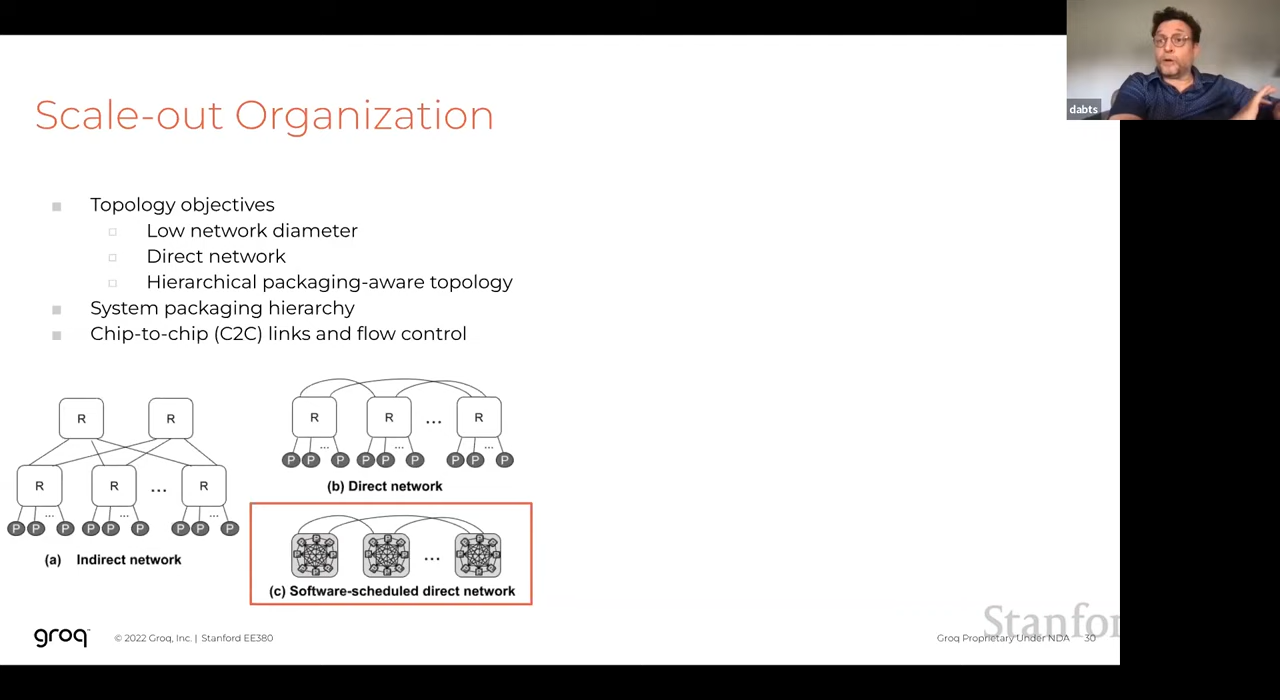 dabts
Scale-out Organization
Topology objectives
Low network diameter
Direct network
Hierarchical packaging-aware topology
System packaging hierarchy
Chip-to-chip (C2C) links and flow control
R R
R R ... R
P P ... P P P ... P P P ... P
(a) Indirect network
R R ... R
P P ... P P P ... P P P ... P
(b) Direct network
...
(c) Software-scheduled direct network
groq™
© 2022 Groq, Inc. | Stanford EE380
Stanfor
Groq Proprietary Under NDA 30